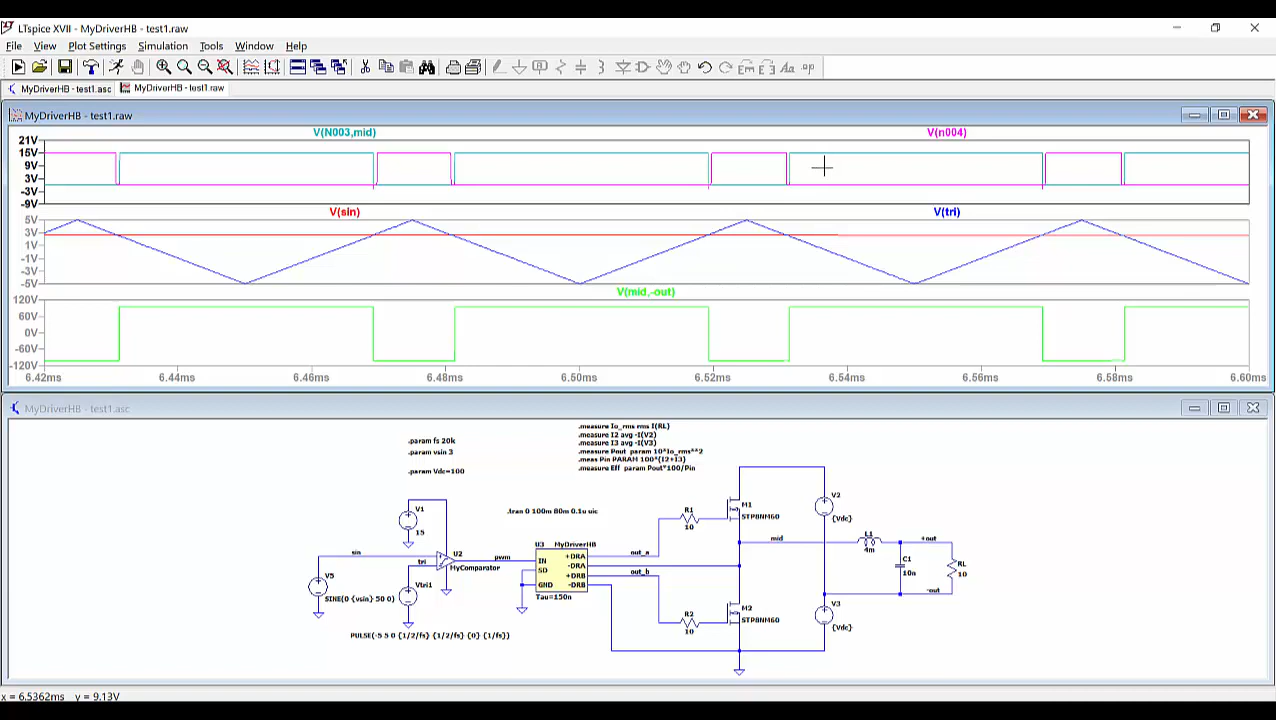 LTspice XVII - MyDriverHB - test1.raw
File View Plot Settings Simulation Tools Window Help
MyDriverHB - test1.asc MyDriverHB - test1.raw
MyDriverHB - test1.raw
V(N003,mid) V(n004)
21V
15V
9V
3V
-3V
-9V
V(sin) V(tri)
5V
3V
1V
-1V
-3V
-5V
V(mid,-out)
120V
60V
0V
-60V
-120V
6.42ms 6.44ms 6.46ms 6.48ms 6.50ms 6.52ms 6.54ms 6.56ms 6.58ms 6.60ms
MyDriverHB - test1.asc
.param fs 20k
.param vsin 3
.param Vdc=100
.measure Io_rms rms I(RL)
.measure I2 avg -I(V2)
.measure I3 avg -I(V3)
.measure Pout param 10*Io_rms**2
.meas Pin PARAM 100*(I2+I3)
.measure Eff param Pout*100/Pin
.tran 0 100m 80m 0.1u uic
V1
15
sin
tri
U2
MyComparator
pwm
V5
SINE(0 {vsin} 50 0)
Vtri1
PULSE(-5 5 0 {1/2/fs} {1/2/fs} {0} {1/fs})
U3 MyDriverHB
IN +DRA
SD -DRA
+DRB
GND -DRB
Tau=150n
out_a
out_b
R1
10
R2
10
M1
STP8NM60
mid
M2
STP8NM60
V2
{Vdc}
V3
{Vdc}
L1
4m
+out
C1
10n
RL
10
-out
x = 6.5362ms y = 9.13V